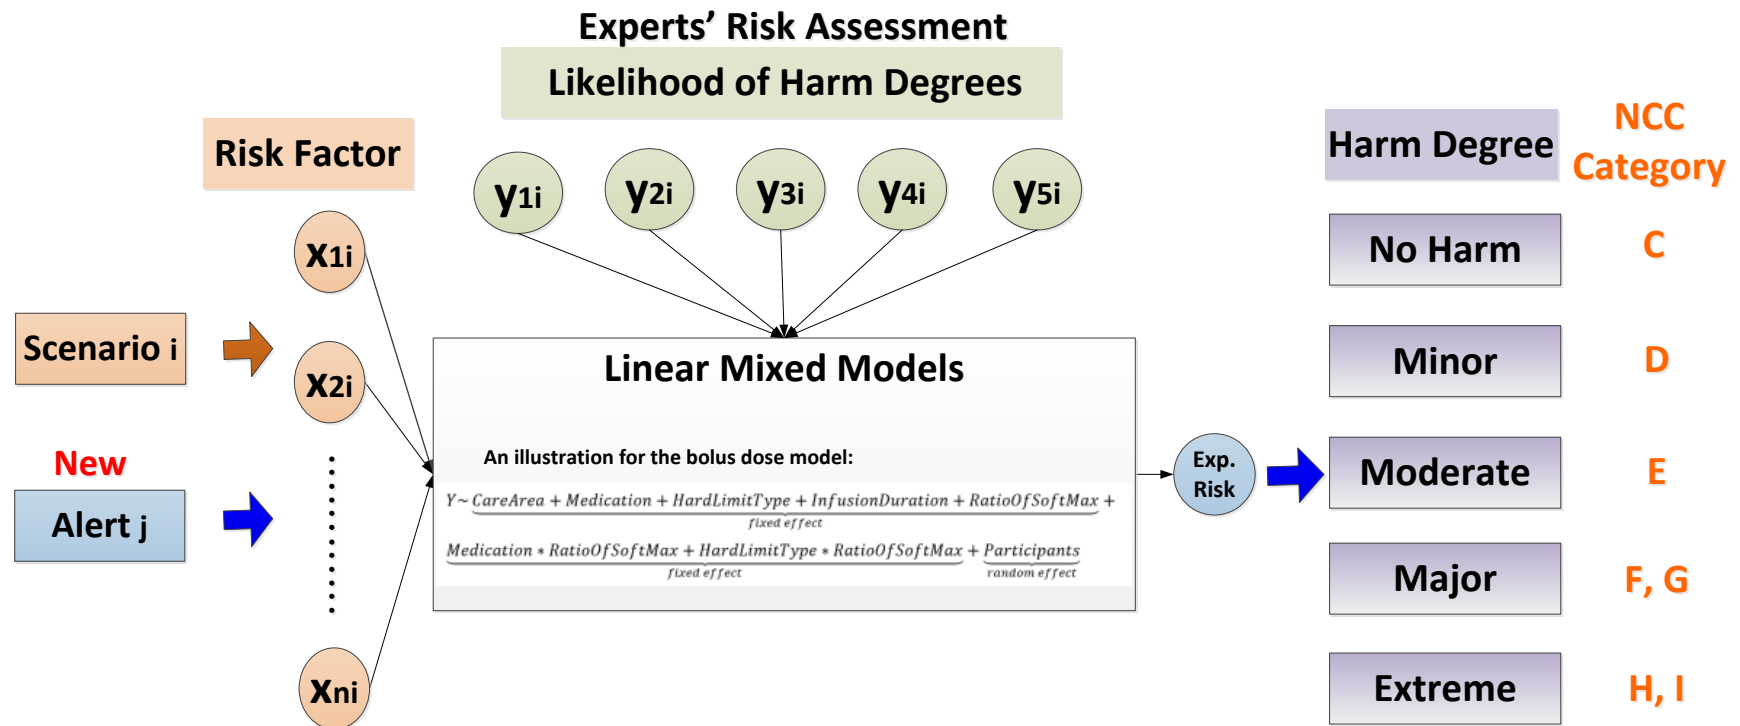 Experts’ Risk Assessment
Likelihood of Harm Degrees
Risk Factor
y1i
y2i
y3i
y4i
y5i
x1i
x2i
xni
Scenario i
New
Alert j
Linear Mixed Models
An illustration for the bolus dose model:
Y~ CareArea + Medication + HardLimitType + InfusionDuration + RatioOfSoftMax +
fixed effect
Medication * RatioOfSoftMax + HardLimitType * RatioOfSoftMax + Participants
fixed effect random effect
Exp.
Risk
Harm Degree
NCC
Category
No Harm C
Minor D
Moderate E
Major F, G
Extreme H, I